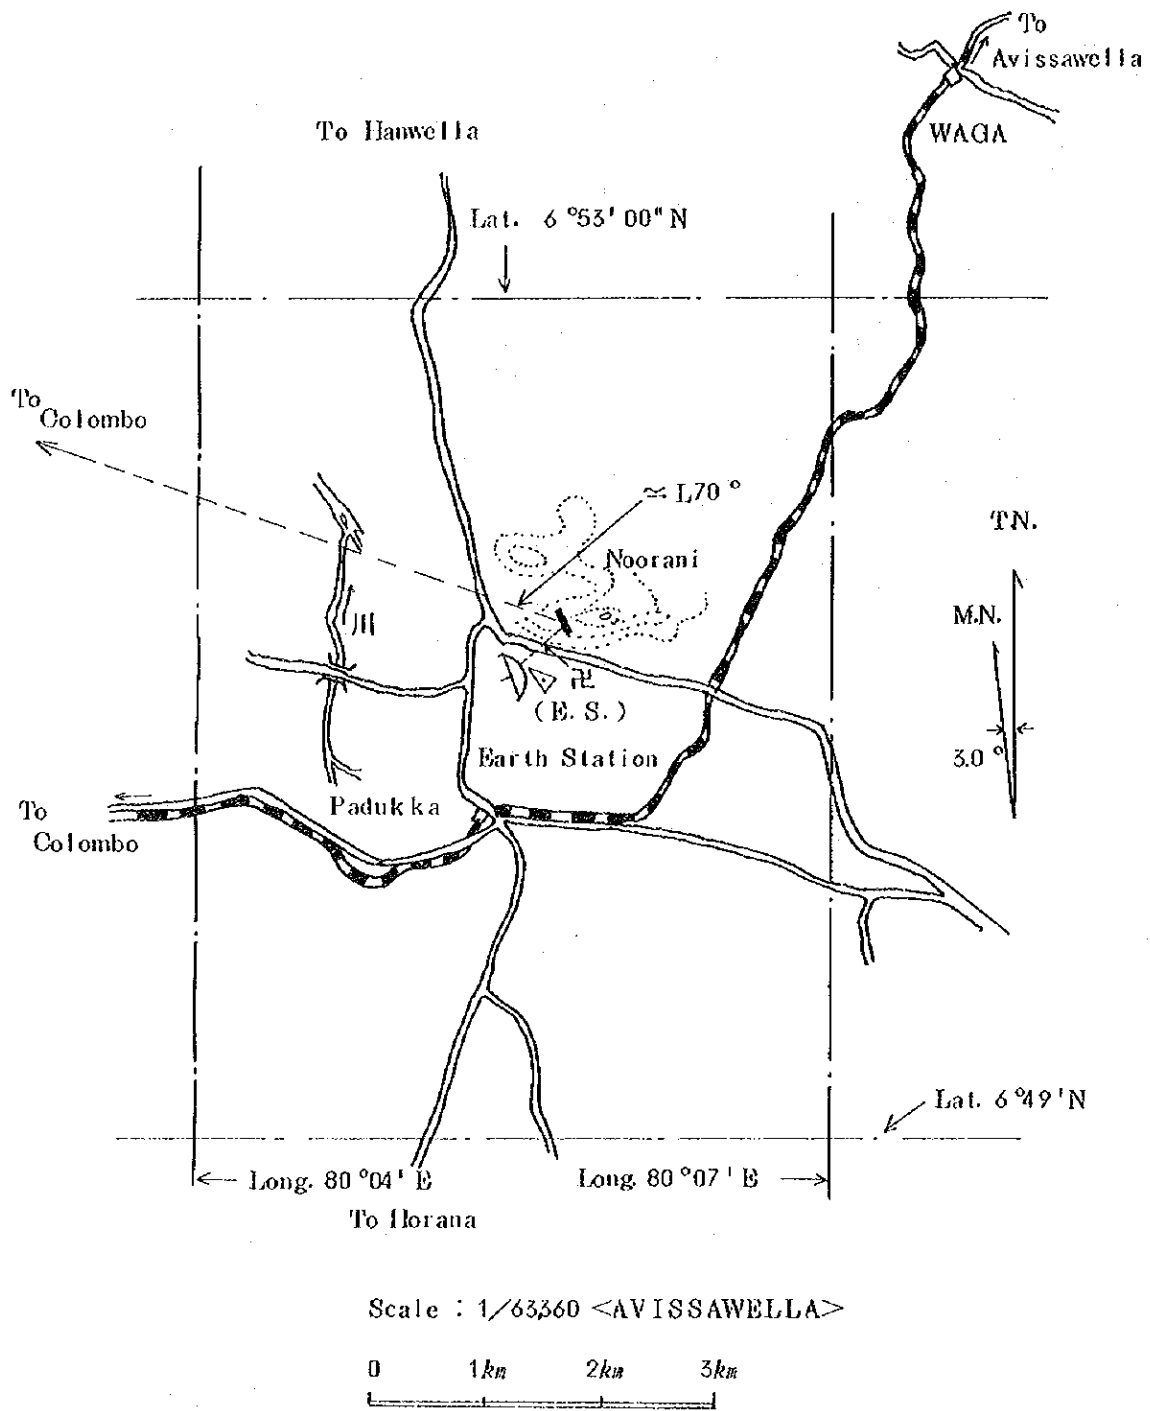 To
Avissawella
To Hanwella
WAGA
Lat. 6°53'00"N
To
Colombo
≃ L70°
T.N.
Noorani
M.N.
川
卍
(E.S.)
Earth Station
3.0°
Padukka
To
Colombo
Lat. 6°49'N
Long. 80°04'E
Long. 80°07'E
To Horana
Scale : 1/63,360 <AVISSAWELLA>
0 1km 2km 3km